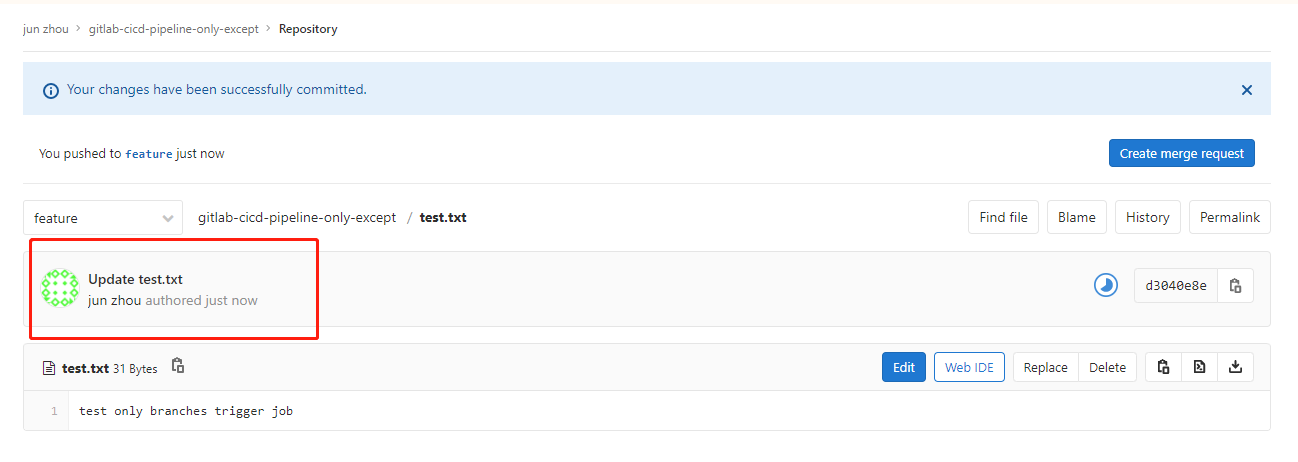 jun zhou > gitlab-cicd-pipeline-only-except > Repository
Your changes have been successfully committed.
You pushed to feature just now
Create merge request
feature
gitlab-cicd-pipeline-only-except / test.txt
Find file
Blame
History
Permalink
Update test.txt
jun zhou authored just now
d3040e8e
test.txt 31 Bytes
Edit
Web IDE
Replace
Delete
1 test only branches trigger job